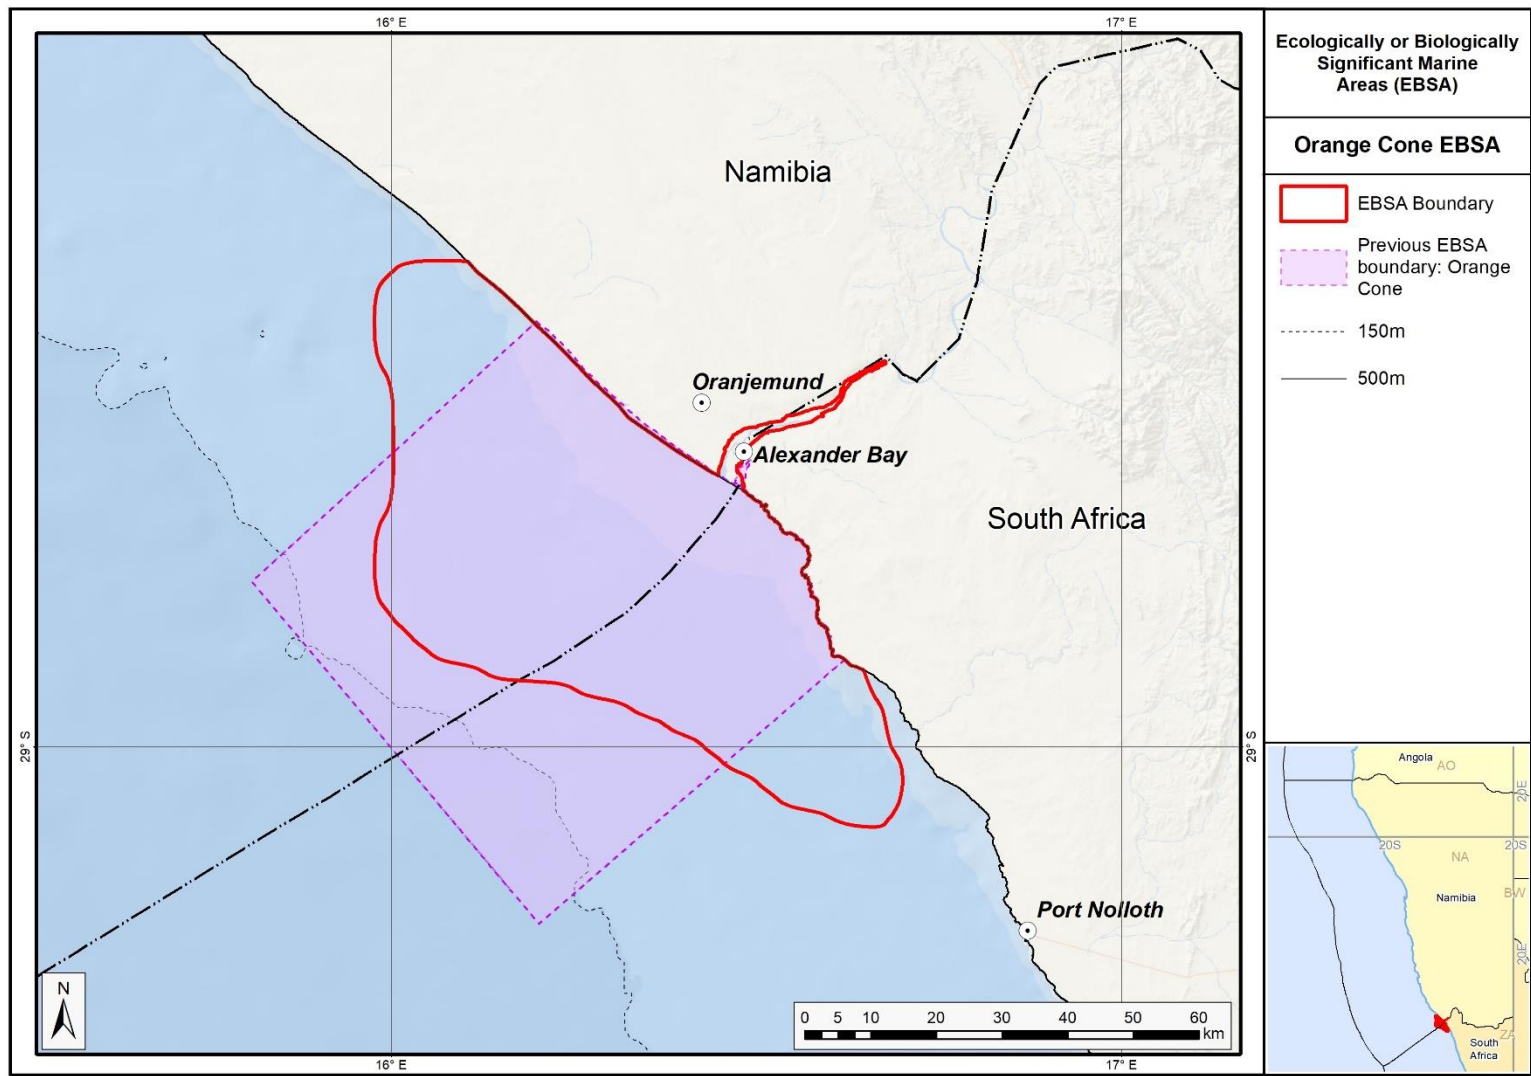 16° E
17° E
Namibia
Oranjemund
Alexander Bay
South Africa
29° S
29° S
Port Nolloth
N
0 5 10 20 30 40 50 60
km
16° E
17° E
Ecologically or Biologically
Significant Marine
Areas (EBSA)
Orange Cone EBSA
EBSA Boundary
Previous EBSA
boundary: Orange
Cone
150m
500m
Angola
AO
20E
20S
20S
NA
BW
Namibia
20E
ZA
South
Africa